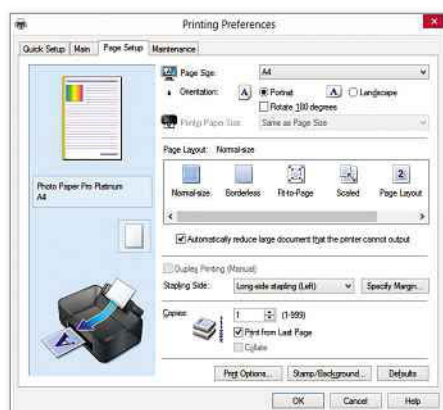 Printing Preferences
Quick Setup Main Page Setup Maintenance
Page Size: A4
Orientation: A Portrait A Landscape
Rotate 180 degrees
Printer Paper Size: Same as Page Size
Page Layout: Normal-size
Normal-size Borderless Fit-to-Page Scaled Page Layout
Automatically reduce large document that the printer cannot output
Photo Paper Pro Platinum
A4
Duplex Printing (Manual)
Stapling Side: Long-side stapling (Left) Specify Margin...
Copies: 1 (1-999)
Print from Last Page
Collate
Print Options... Stamp/Background... Defaults
OK Cancel Help